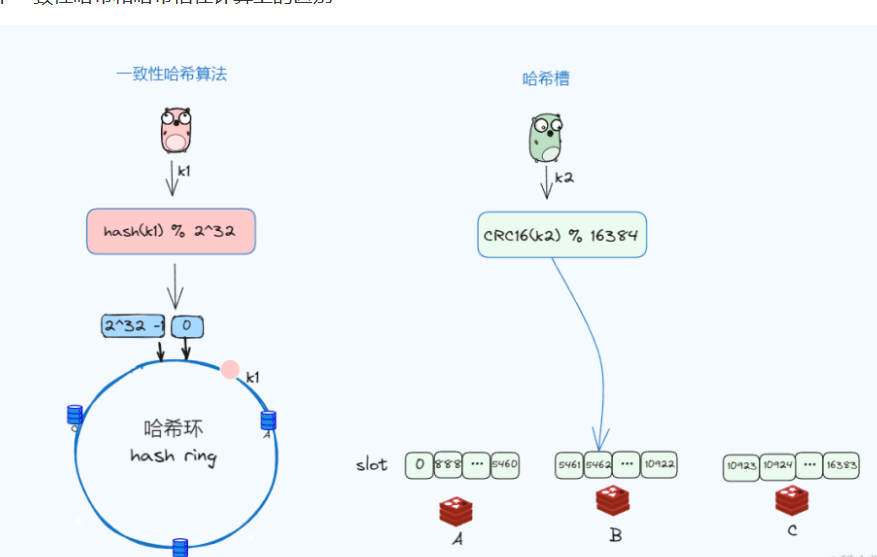 一致性哈希算法
哈希槽
k1
k2
hash(k1) % 2^32
CRC16(k2) % 16384
2^32 -1
0
k1
C
A
哈希环
hash ring
slot
0 888 ... 5460
5461 5462 ... 10922
10923 10924 ... 16383
A
B
C